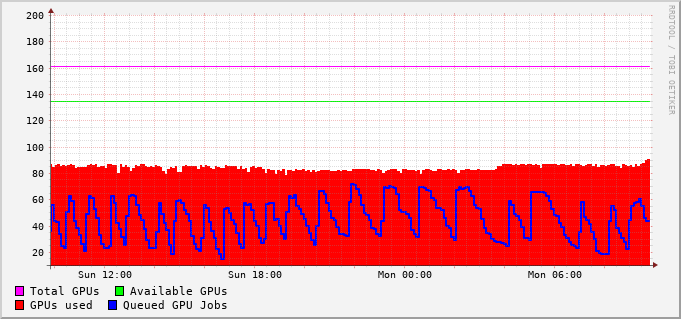 200
180
160
140
120
100
80
60
40
20
Sun 12:00 Sun 18:00 Mon 00:00 Mon 06:00
Total GPUs Available GPUs
GPUs used Queued GPU Jobs
RRDTOOL / TOBI OETIKER